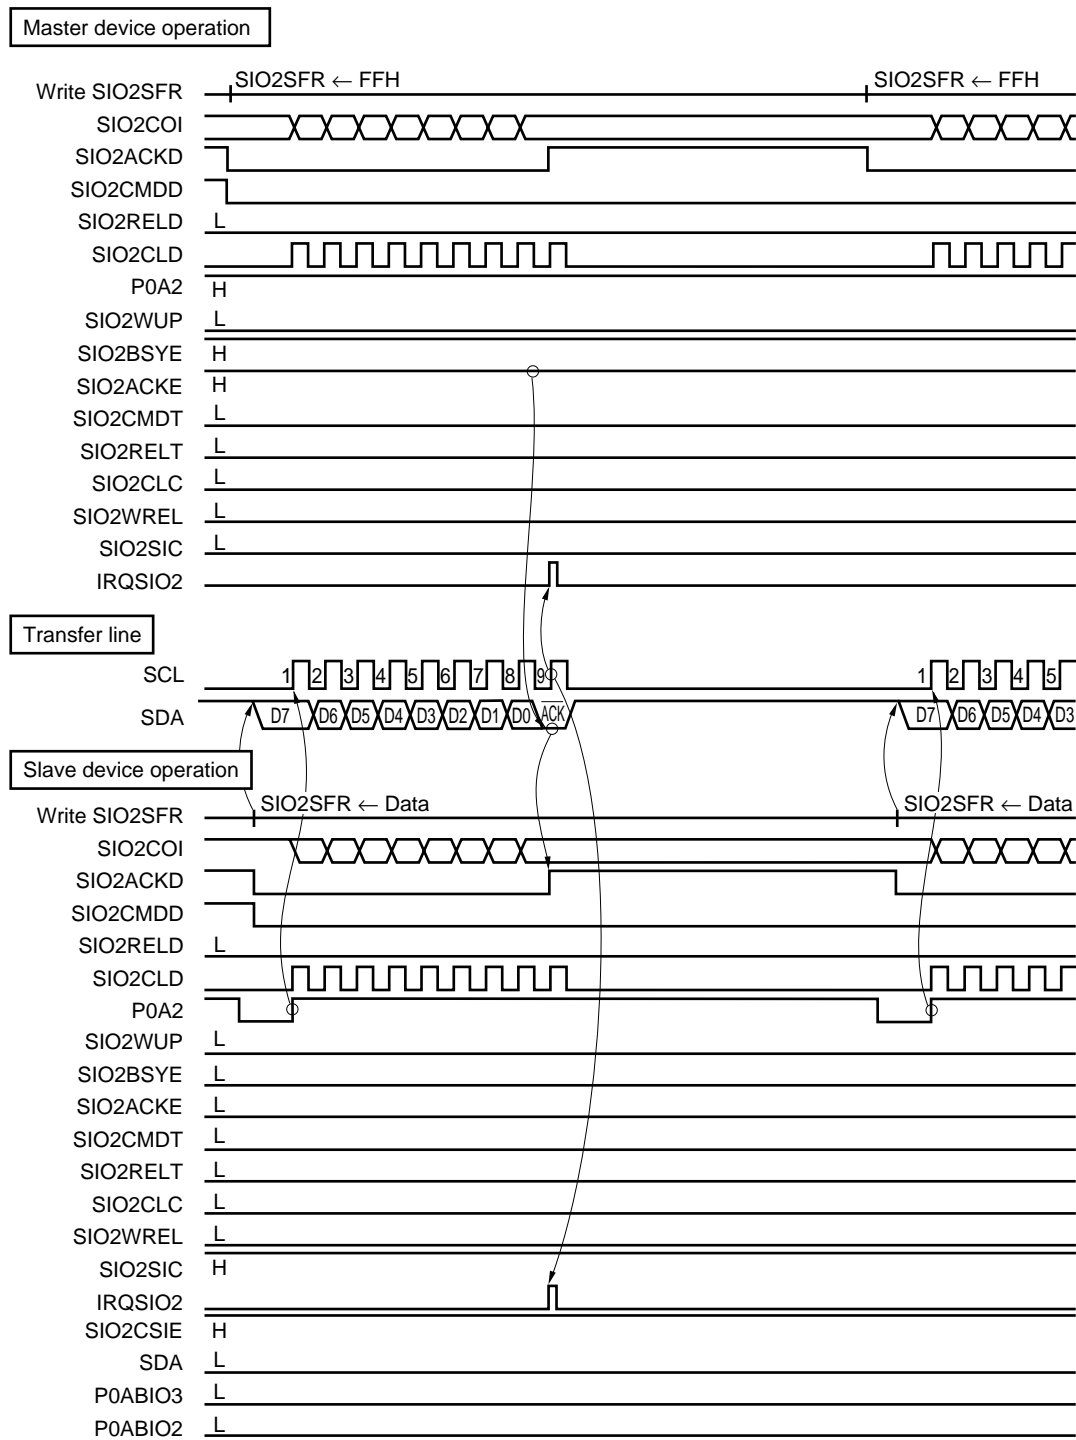 Master device operation
Write SIO2SFR SIO2SFR ← FFH SIO2SFR ← FFH
SIO2COI
SIO2ACKD
SIO2CMDD
SIO2RELD L
SIO2CLD
P0A2 H
SIO2WUP L
SIO2BSYE H
SIO2ACKE H
SIO2CMDT L
SIO2RELT L
SIO2CLC L
SIO2WREL L
SIO2SIC L
IRQSIO2
Transfer line
SCL 1 2 3 4 5 6 7 8 9 1 2 3 4 5
SDA D7 D6 D5 D4 D3 D2 D1 D0 ACK D7 D6 D5 D4 D3
Slave device operation
Write SIO2SFR SIO2SFR ← Data SIO2SFR ← Data
SIO2COI
SIO2ACKD
SIO2CMDD
SIO2RELD L
SIO2CLD
P0A2
SIO2WUP L
SIO2BSYE L
SIO2ACKE L
SIO2CMDT L
SIO2RELT L
SIO2CLC L
SIO2WREL L
SIO2SIC H
IRQSIO2
SIO2CSIE H
SDA L
P0ABIO3 L
P0ABIO2 L